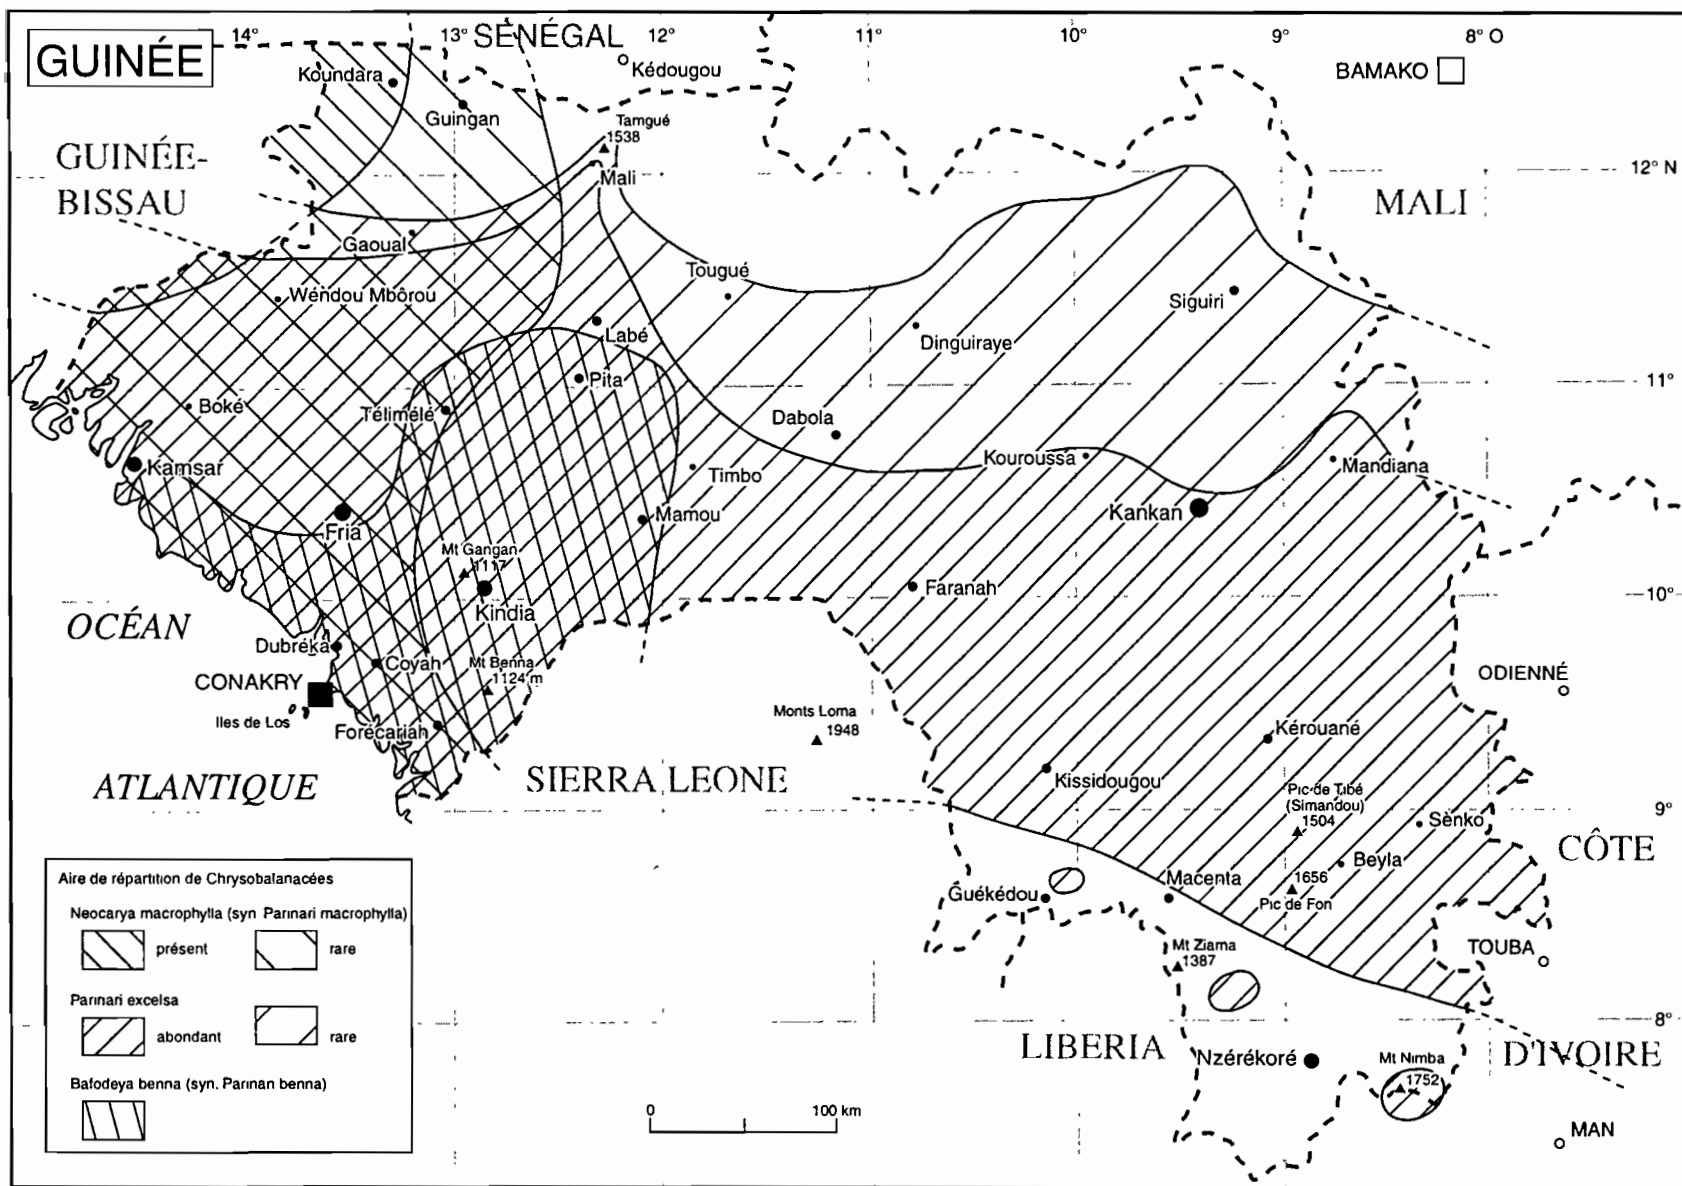 GUINÉE
14°
13°
12°
11°
10°
9°
8° O
SÉNÉGAL
Kédougou
BAMAKO
Koundara
Guingan
Tamgué
1538
Mali
12° N
GUINÉE-
BISSAU
MALI
Gaoual
Wéndou Mbôrou
Tougué
Siguiri
Labé
Dinguiraye
Pita
11°
Boké
Télimélé
Dabola
Kamsar
Timbo
Kouroussa
Mandiana
Fria
Mamou
Kankan
Mt Gangan
1117
Kindia
Faranah
10°
OCÉAN
Dubréka
Coyah
Mt Benna
1124 m
CONAKRY
Iles de Los
Forécariah
Monts Loma
1948
ODIENNÉ
Kérouané
ATLANTIQUE
SIERRA LEONE
Kissidougou
Pic de Tibé
(Simandou)
1504
Sènko
9°
CÔTE
Beyla
Macenta
1656
Pic de Fon
Guékédou
Mt Ziama
1387
TOUBA
8°
LIBERIA
Nzérékoré
Mt Nimba
1752
D'IVOIRE
MAN
Aire de répartition de Chrysobalanacées
Neocarya macrophylla (syn Parinari macrophylla)
présent
rare
Parinari excelsa
abondant
rare
Bafodeya benna (syn. Parinari benna)
0
100 km